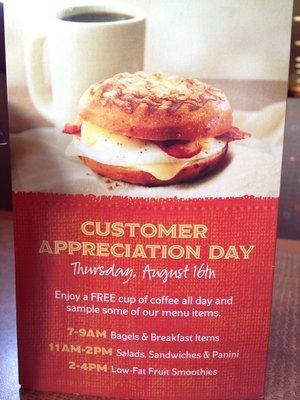 CUSTOMER
APPRECIATION DAY
Thursday, August 16th
Enjoy a FREE cup of coffee all day and
sample some of our menu items.
7-9AM Bagels & Breakfast Items
11AM-2PM Salads, Sandwiches & Panini
2-4PM Low-Fat Fruit Smoothies